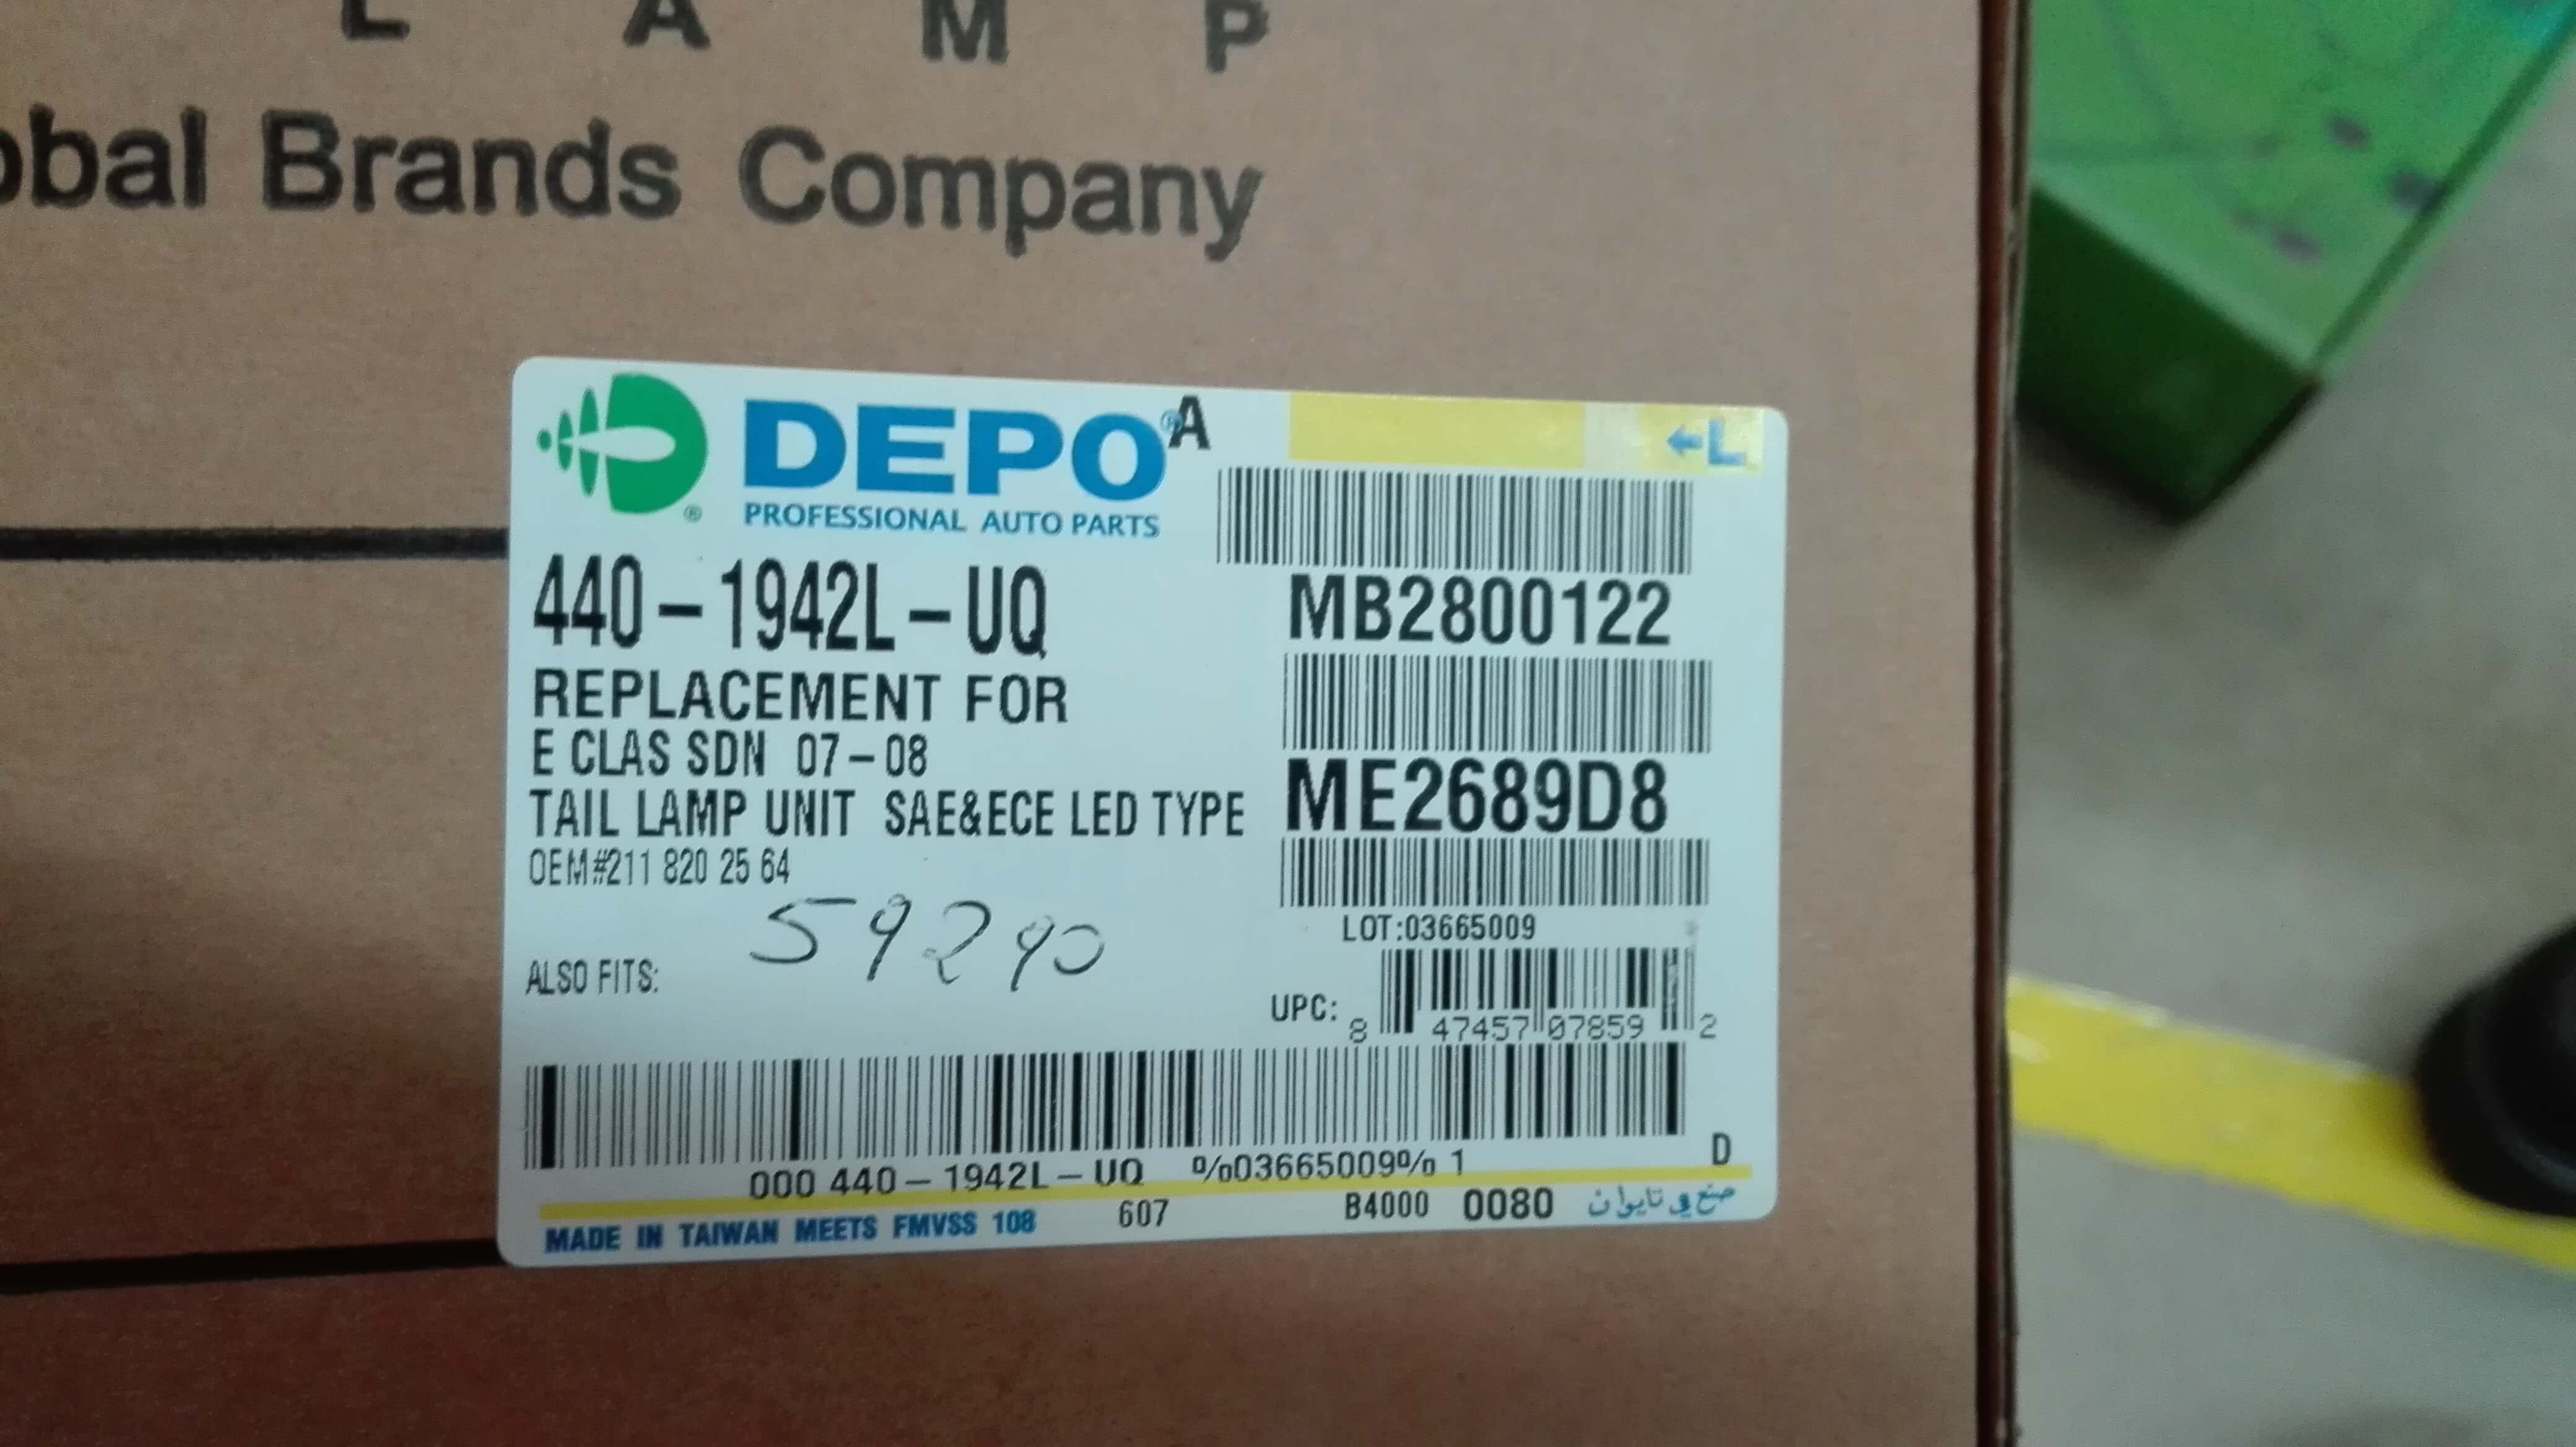 L A M P
obal Brands Company
DEPO® A
←L
®
PROFESSIONAL AUTO PARTS
440-1942L-UQ
MB2800122
REPLACEMENT FOR
E CLAS SDN 07-08
ME2689D8
TAIL LAMP UNIT SAE&ECE LED TYPE
OEM#211 820 25 64
59290
LOT:03665009
ALSO FITS:
UPC: 8 47457 07859 2
000 440-1942L-UQ %03665009% 1
D
MADE IN TAIWAN MEETS FMVSS 108 607 B4000 0080 صنع في تايوان